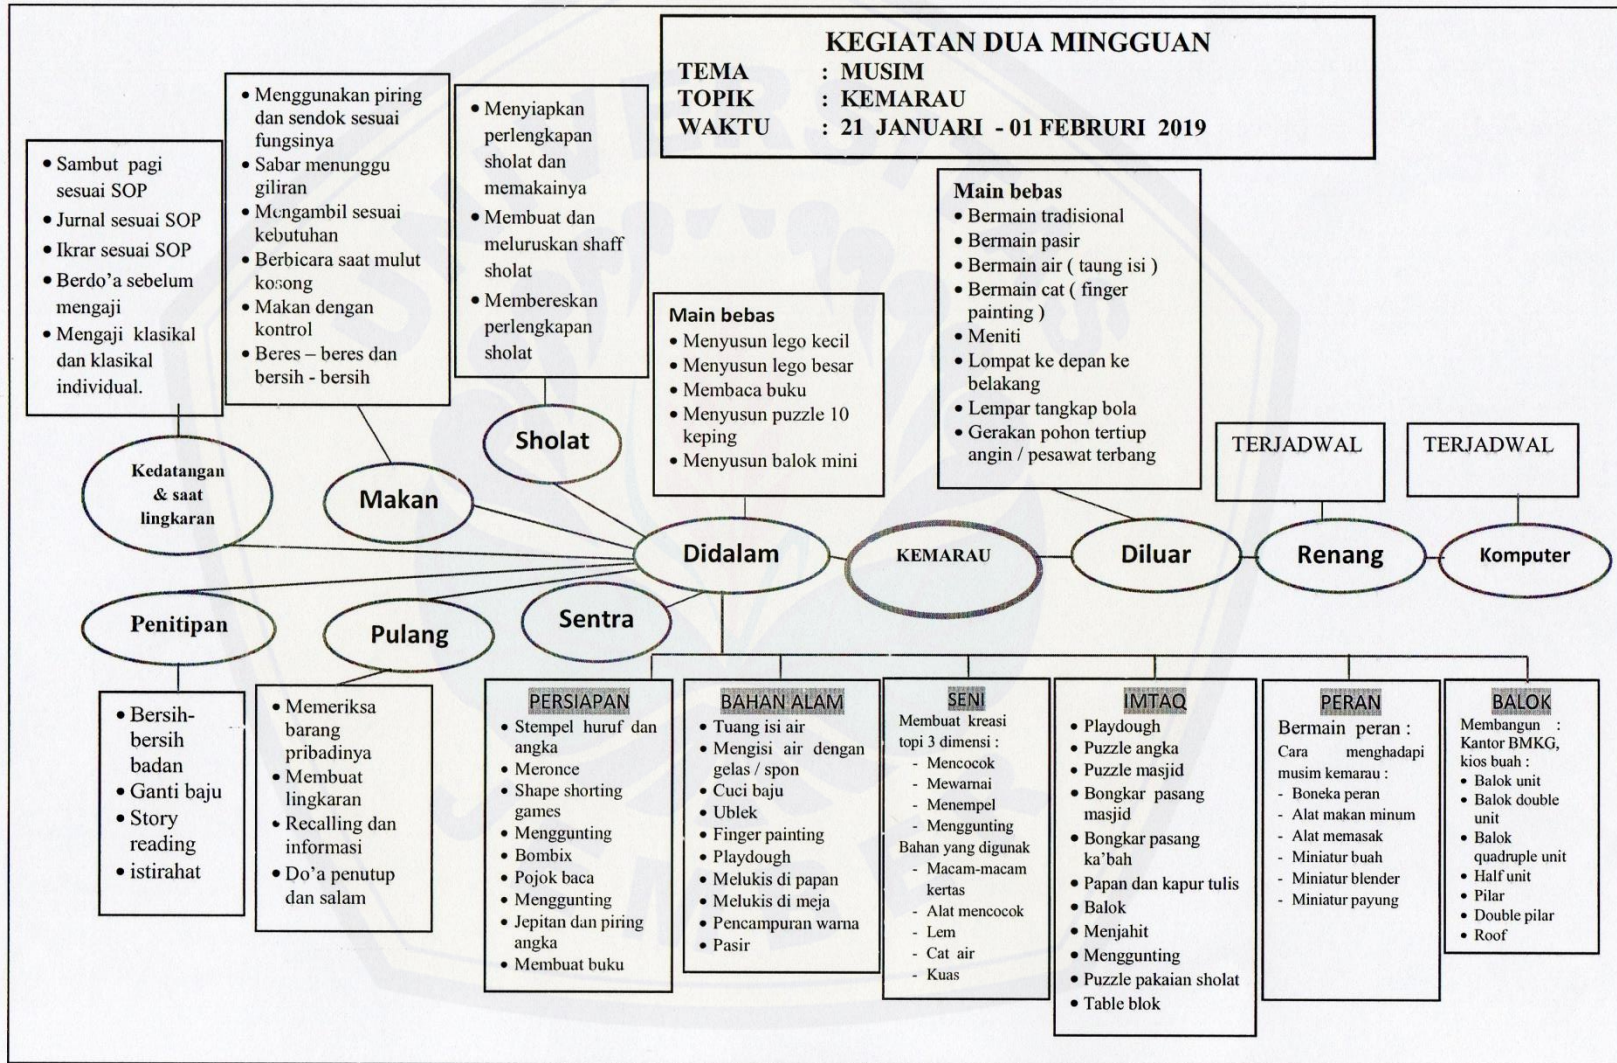 KEGIATAN DUA MINGGUAN
TEMA : MUSIM
TOPIK : KEMARAU
WAKTU : 21 JANUARI - 01 FEBRURI 2019
• Sambut pagi
sesuai SOP
• Jurnal sesuai SOP
• Ikrar sesuai SOP
• Berdo'a sebelum
mengaji
• Mengaji klasikal
dan klasikal
individual.
• Menggunakan piring
dan sendok sesuai
fungsinya
• Sabar menunggu
giliran
• Mengambil sesuai
kebutuhan
• Berbicara saat mulut
kosong
• Makan dengan
kontrol
• Beres – beres dan
bersih - bersih
• Menyiapkan
perlengkapan
sholat dan
memakainya
• Membuat dan
meluruskan shaff
sholat
• Membereskan
perlengkapan
sholat
Main bebas
• Menyusun lego kecil
• Menyusun lego besar
• Membaca buku
• Menyusun puzzle 10
keping
• Menyusun balok mini
Main bebas
• Bermain tradisional
• Bermain pasir
• Bermain air ( taung isi )
• Bermain cat ( finger
painting )
• Meniti
• Lompat ke depan ke
belakang
• Lempar tangkap bola
• Gerakan pohon tertiup
angin / pesawat terbang
TERJADWAL
TERJADWAL
Kedatangan
& saat
lingkaran
Makan
Sholat
Didalam
KEMARAU
Diluar
Renang
Komputer
Penitipan
Pulang
Sentra
• Bersih-
bersih
badan
• Ganti baju
• Story
reading
• istirahat
• Memeriksa
barang
pribadinya
• Membuat
lingkaran
• Recalling dan
informasi
• Do'a penutup
dan salam
PERSIAPAN
• Stempel huruf dan
angka
• Meronce
• Shape shorting
games
• Menggunting
• Bombix
• Pojok baca
• Menggunting
• Jepitan dan piring
angka
• Membuat buku
BAHAN ALAM
• Tuang isi air
• Mengisi air dengan
gelas / spon
• Cuci baju
• Ublek
• Finger painting
• Playdough
• Melukis di papan
• Melukis di meja
• Pencampuran warna
• Pasir
SENI
Membuat kreasi
topi 3 dimensi :
- Mencocok
- Mewarnai
- Menempel
- Menggunting
Bahan yang digunak
- Macam-macam
kertas
- Alat mencocok
- Lem
- Cat air
- Kuas
IMTAQ
• Playdough
• Puzzle angka
• Puzzle masjid
• Bongkar pasang
masjid
• Bongkar pasang
ka'bah
• Papan dan kapur tulis
• Balok
• Menjahit
• Menggunting
• Puzzle pakaian sholat
• Table blok
PERAN
Bermain peran :
Cara menghadapi
musim kemarau :
- Boneka peran
- Alat makan minum
- Alat memasak
- Miniatur buah
- Miniatur blender
- Miniatur payung
BALOK
Membangun :
Kantor BMKG,
kios buah :
• Balok unit
• Balok double
unit
• Balok
quadruple unit
• Half unit
• Pilar
• Double pilar
• Roof
UNIVERSITAS
JEMBER